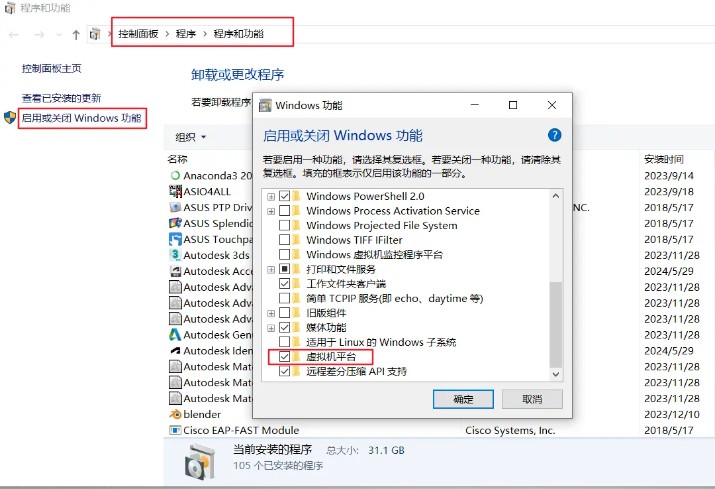 程序和功能
控制面板 > 程序 > 程序和功能
控制面板主页
查看已安装的更新
启用或关闭 Windows 功能
卸载或更改程序
若要卸载程序
组织
名称
安装时间
Anaconda3 20
2023/9/14
ASIO4ALL
2023/9/18
ASUS PTP Driv
NC.
2018/5/17
ASUS Splendi
2018/5/17
ASUS Touchpa
2018/5/17
Autodesk 3ds
2023/11/28
Autodesk Acce
2024/5/29
Autodesk Adva
2023/11/28
Autodesk Adva
2023/11/28
Autodesk Adva
2023/11/28
Autodesk Gen
2023/11/28
Autodesk Iden
2024/5/29
Autodesk Mate
2023/11/28
Autodesk Mate
2023/11/28
Autodesk Mate
2023/11/28
blender
2023/12/10
Cisco EAP-FAST Module
Cisco Systems, Inc.
2018/5/17
当前安装的程序 总大小: 31.1 GB
105 个已安装的程序
Windows 功能
启用或关闭 Windows 功能
若要启用一种功能，请选择其复选框。若要关闭一种功能，请清除其
复选框。填充的框表示仅启用该功能的一部分。
Windows PowerShell 2.0
Windows Process Activation Service
Windows Projected File System
Windows TIFF IFilter
Windows 虚拟机监控程序平台
打印和文件服务
工作文件夹客户端
简单 TCPIP 服务(即 echo、daytime 等)
旧版组件
媒体功能
适用于 Linux 的 Windows 子系统
虚拟机平台
远程差分压缩 API 支持
确定
取消